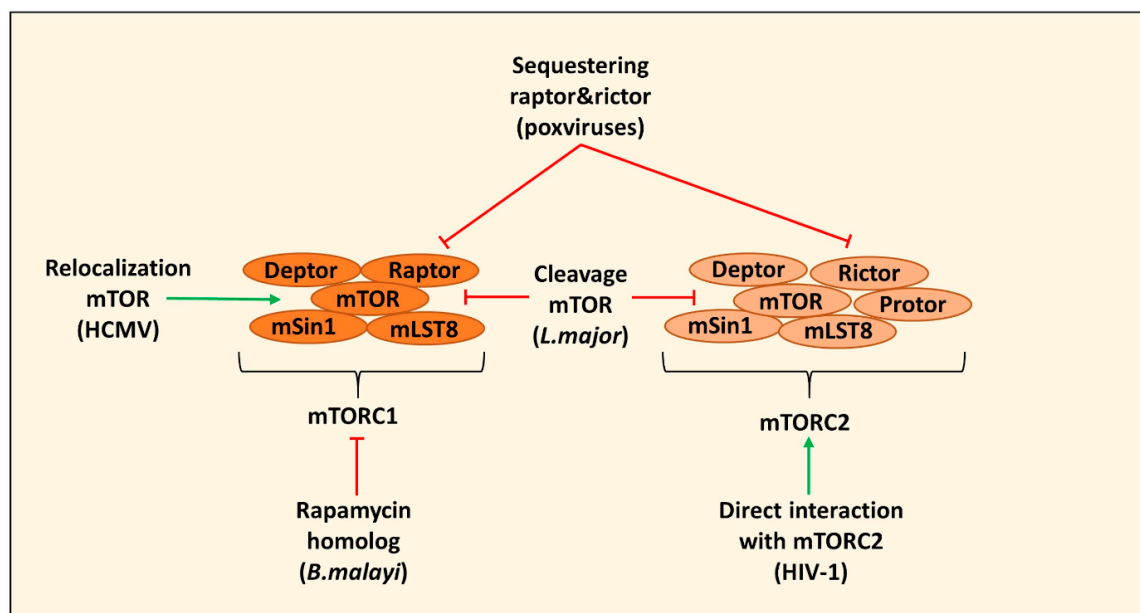 Sequestering
raptor&rictor
(poxviruses)
Relocalization
mTOR
(HCMV)
Deptor
Raptor
mTOR
mSin1
mLST8
Cleavage
mTOR
(L.major)
Deptor
Rictor
mTOR
Protor
mSin1
mLST8
mTORC1
mTORC2
Rapamycin
homolog
(B.malayi)
Direct interaction
with mTORC2
(HIV-1)